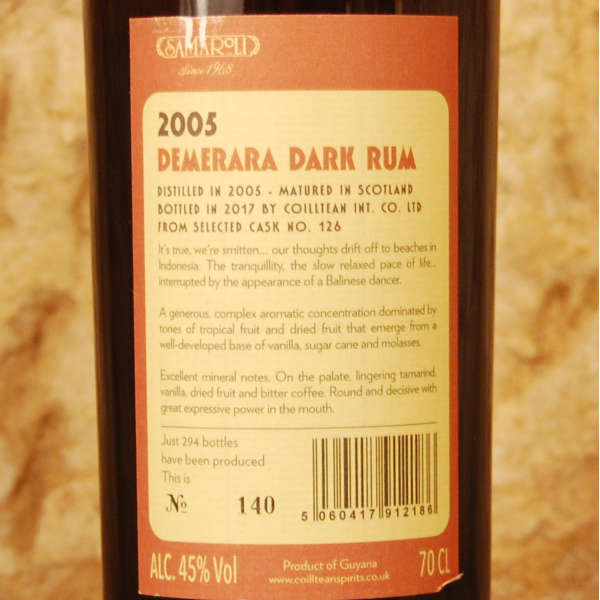 SAMAROLI
Since 1968
2005
DEMERARA DARK RUM
DISTILLED IN 2005 - MATURED IN SCOTLAND
BOTTLED IN 2017 BY COILLTEAN INT. CO. LTD
FROM SELECTED CASK NO. 126
It's true, we're smitten... our thoughts drift off to beaches in
Indonesia. The tranquillity, the slow relaxed pace of life...
interrupted by the appearance of a Balinese dancer.
A generous, complex aromatic concentration dominated by
tones of tropical fruit and dried fruit that emerge from a
well-developed base of vanilla, sugar cane and molasses.
Excellent mineral notes. On the palate, lingering tamarind,
vanilla, dried fruit and bitter coffee. Round and decisive with
great expressive power in the mouth.
Just 294 bottles
have been produced
This is
№ 140
5 060417 912186
ALC. 45% Vol
Product of Guyana
www.coillteanspirits.co.uk
70 CL